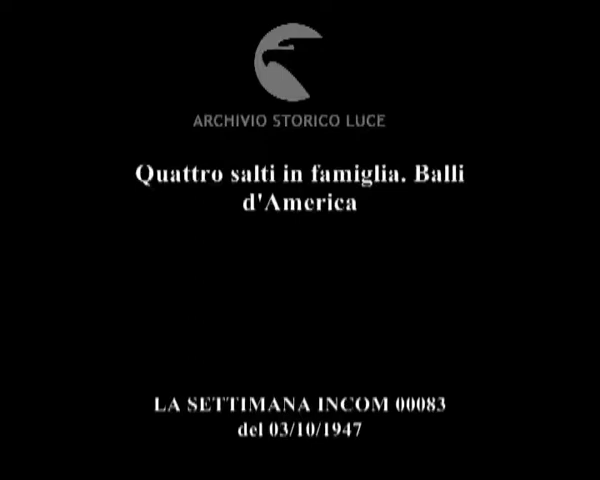 ARCHIVIO STORICO LUCE
Quattro salti in famiglia. Balli
d'America
LA SETTIMANA INCOM 00083
del 03/10/1947